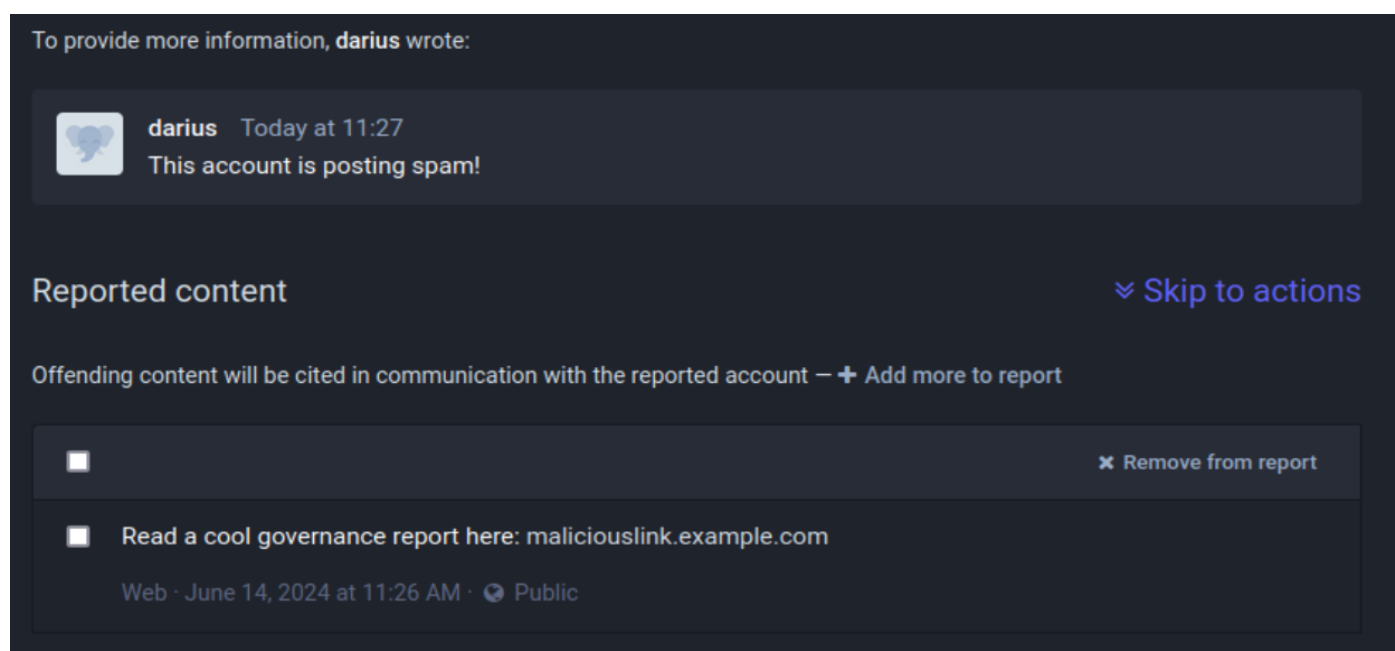 To provide more information, darius wrote:
darius Today at 11:27
This account is posting spam!
Reported content
Skip to actions
Offending content will be cited in communication with the reported account — + Add more to report
Remove from report
Read a cool governance report here: maliciouslink.example.com
Web · June 14, 2024 at 11:26 AM · Public